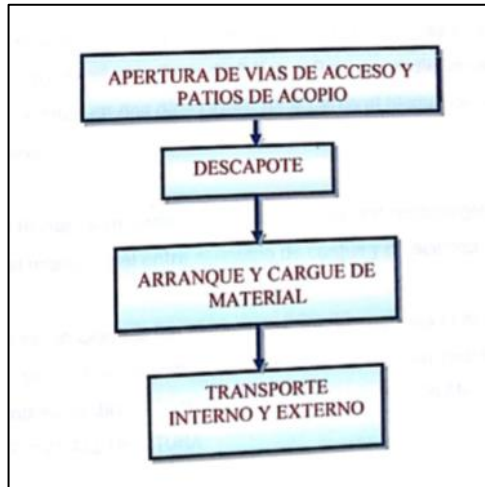 APERTURA DE VIAS DE ACCESO Y
PATIOS DE ACOPIO
DESCAPOTE
ARRANQUE Y CARGUE DE
MATERIAL
TRANSPORTE
INTERNO Y EXTERNO